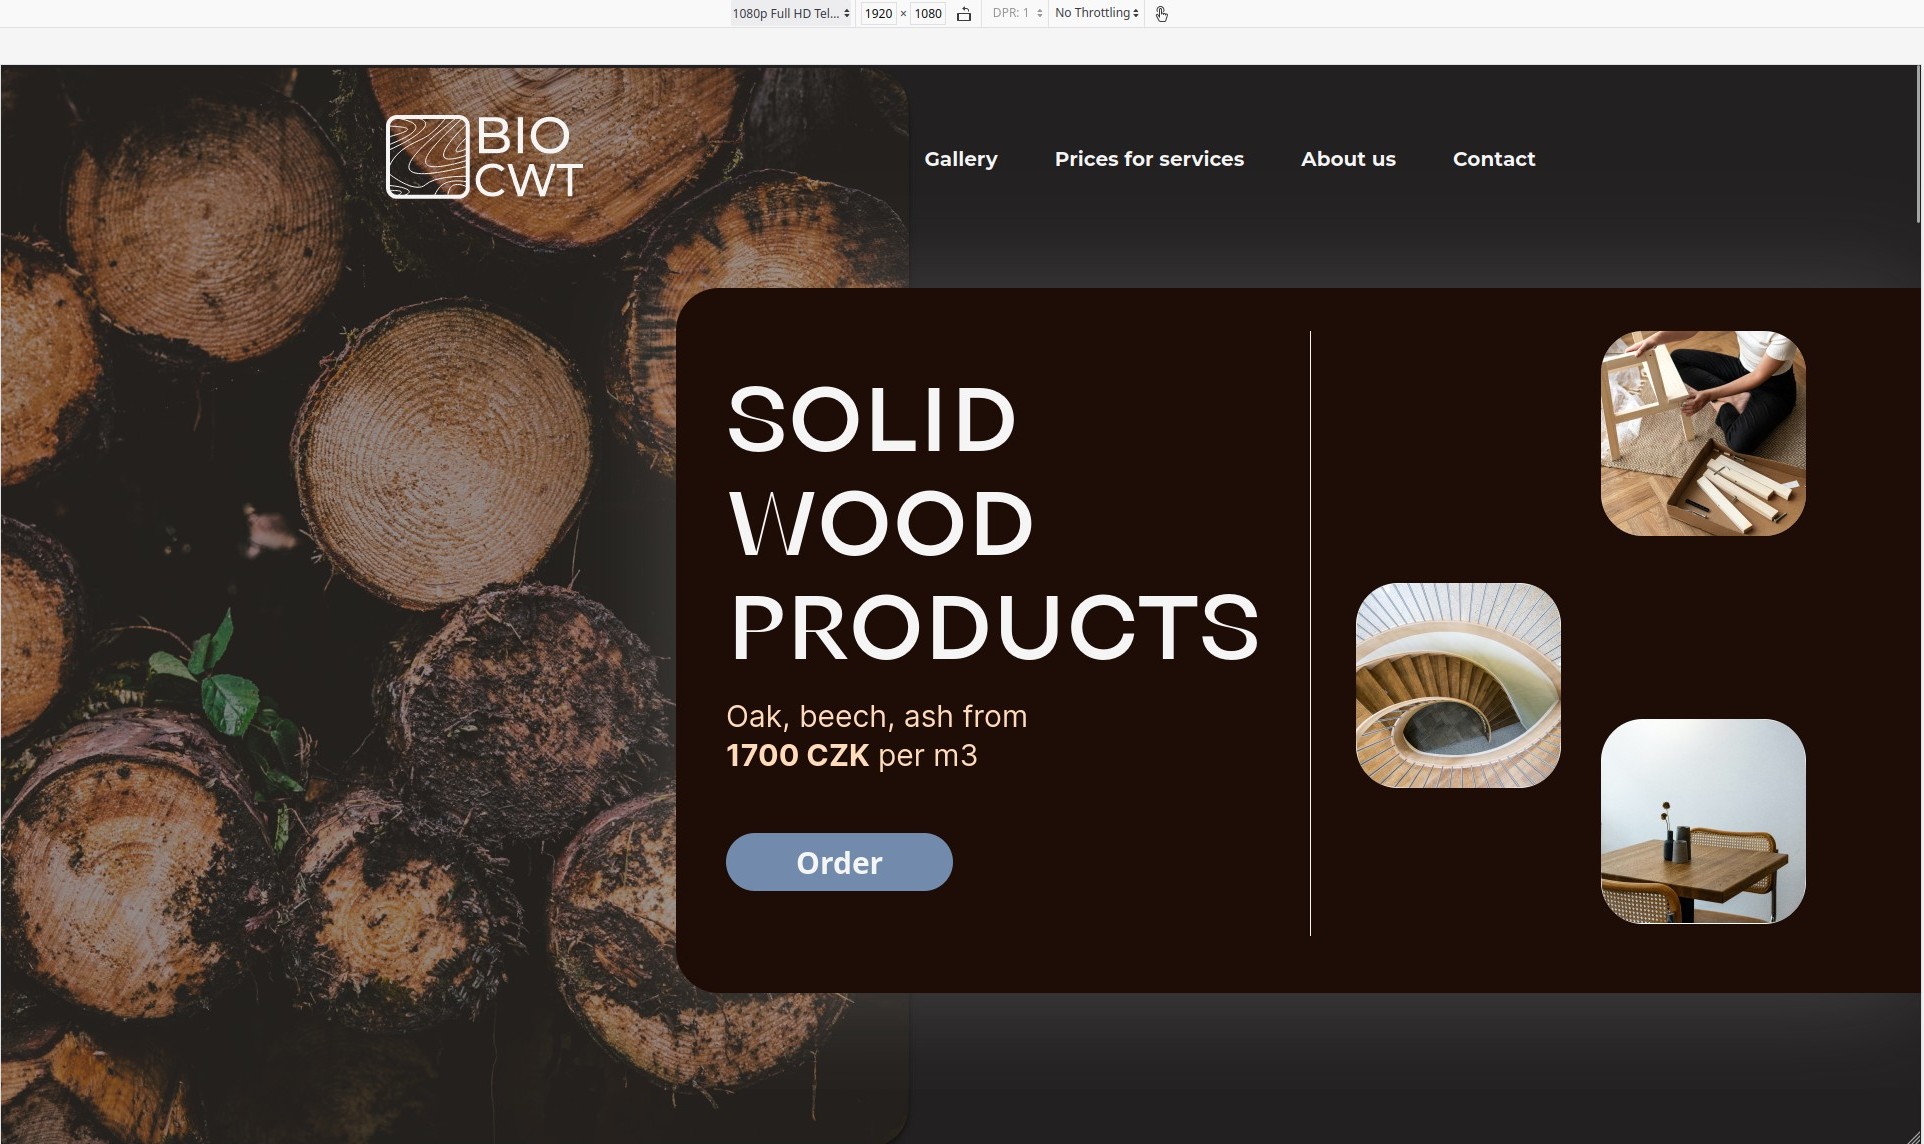 1080p Full HD Tel... 1920 × 1080 DPR: 1 No Throttling
BIO
CWT
Gallery Prices for services About us Contact
SOLID
WOOD
PRODUCTS
Oak, beech, ash from
1700 CZK per m3
Order